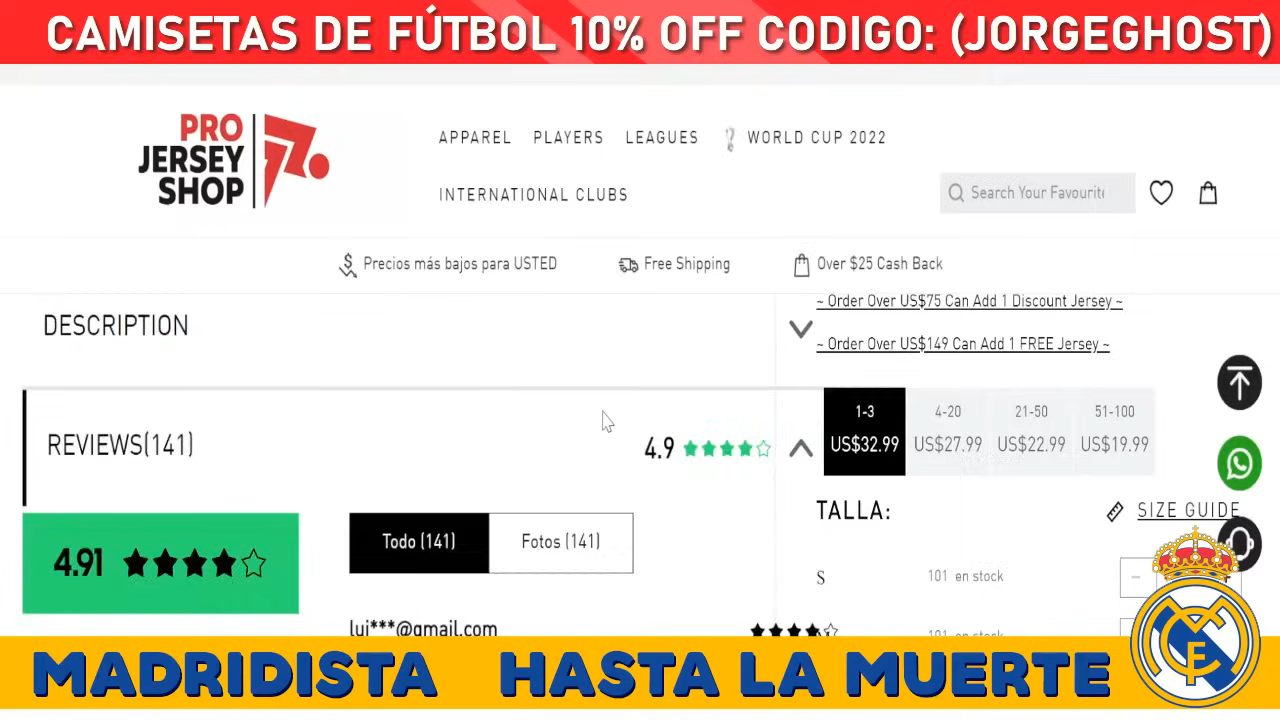 CAMISETAS DE FÚTBOL 10% OFF CODIGO: (JORGEGHOST)
PRO
JERSEY
SHOP
APPAREL PLAYERS LEAGUES WORLD CUP 2022
INTERNATIONAL CLUBS
Search Your Favourite
Precios más bajos para USTED
Free Shipping
Over $25 Cash Back
~ Order Over US$75 Can Add 1 Discount Jersey ~
~ Order Over US$149 Can Add 1 FREE Jersey ~
DESCRIPTION
REVIEWS(141)
4.9
1-3 4-20 21-50 51-100
US$32.99 US$27.99 US$22.99 US$19.99
TALLA:
SIZE GUIDE
4.91
Todo (141)
Fotos (141)
S
101 en stock
lui***@gmail.com
101 en stock
MADRIDISTA HASTA LA MUERTE